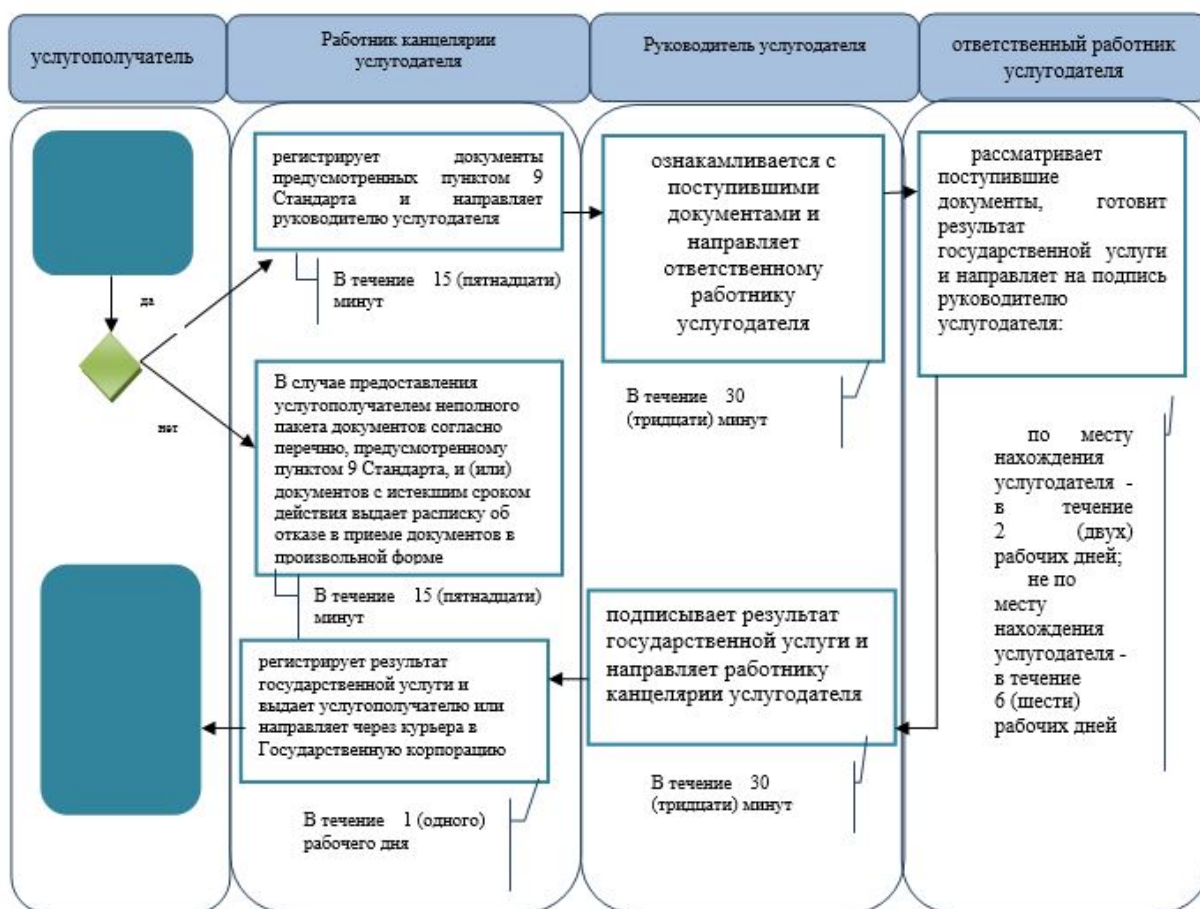 услугополучатель
Работник канцелярии
услугодателя
Руководитель услугодателя
ответственный работник
услугодателя
регистрирует документы
предусмотренных пунктом 9
Стандарта и направляет
руководителю услугодателя
В течение 15 (пятнадцати)
минут
да
нет
В случае предоставления
услугополучателем неполного
пакета документов согласно
перечню, предусмотренному
пунктом 9 Стандарта, и (или)
документов с истекшим сроком
действия выдает расписку об
отказе в приеме документов в
произвольной форме
В течение 15 (пятнадцати)
минут
регистрирует результат
государственной услуги и
выдает услугополучателю или
направляет через курьера в
Государственную корпорацию
В течение 1 (одного)
рабочего дня
ознакамливается с
поступившими
документами и
направляет
ответственному
работнику
услугодателя
В течение 30
(тридцати) минут
подписывает результат
государственной услуги и
направляет работнику
канцелярии услугодателя
В течение 30
(тридцати) минут
рассматривает
поступившие
документы, готовит
результат
государственной услуги
и направляет на подпись
руководителю
услугодателя:
по месту
нахождения
услугодателя -
в течение
2 (двух)
рабочих дней;
не по
месту
нахождения
услугодателя -
в течение
6 (шести)
рабочих дней